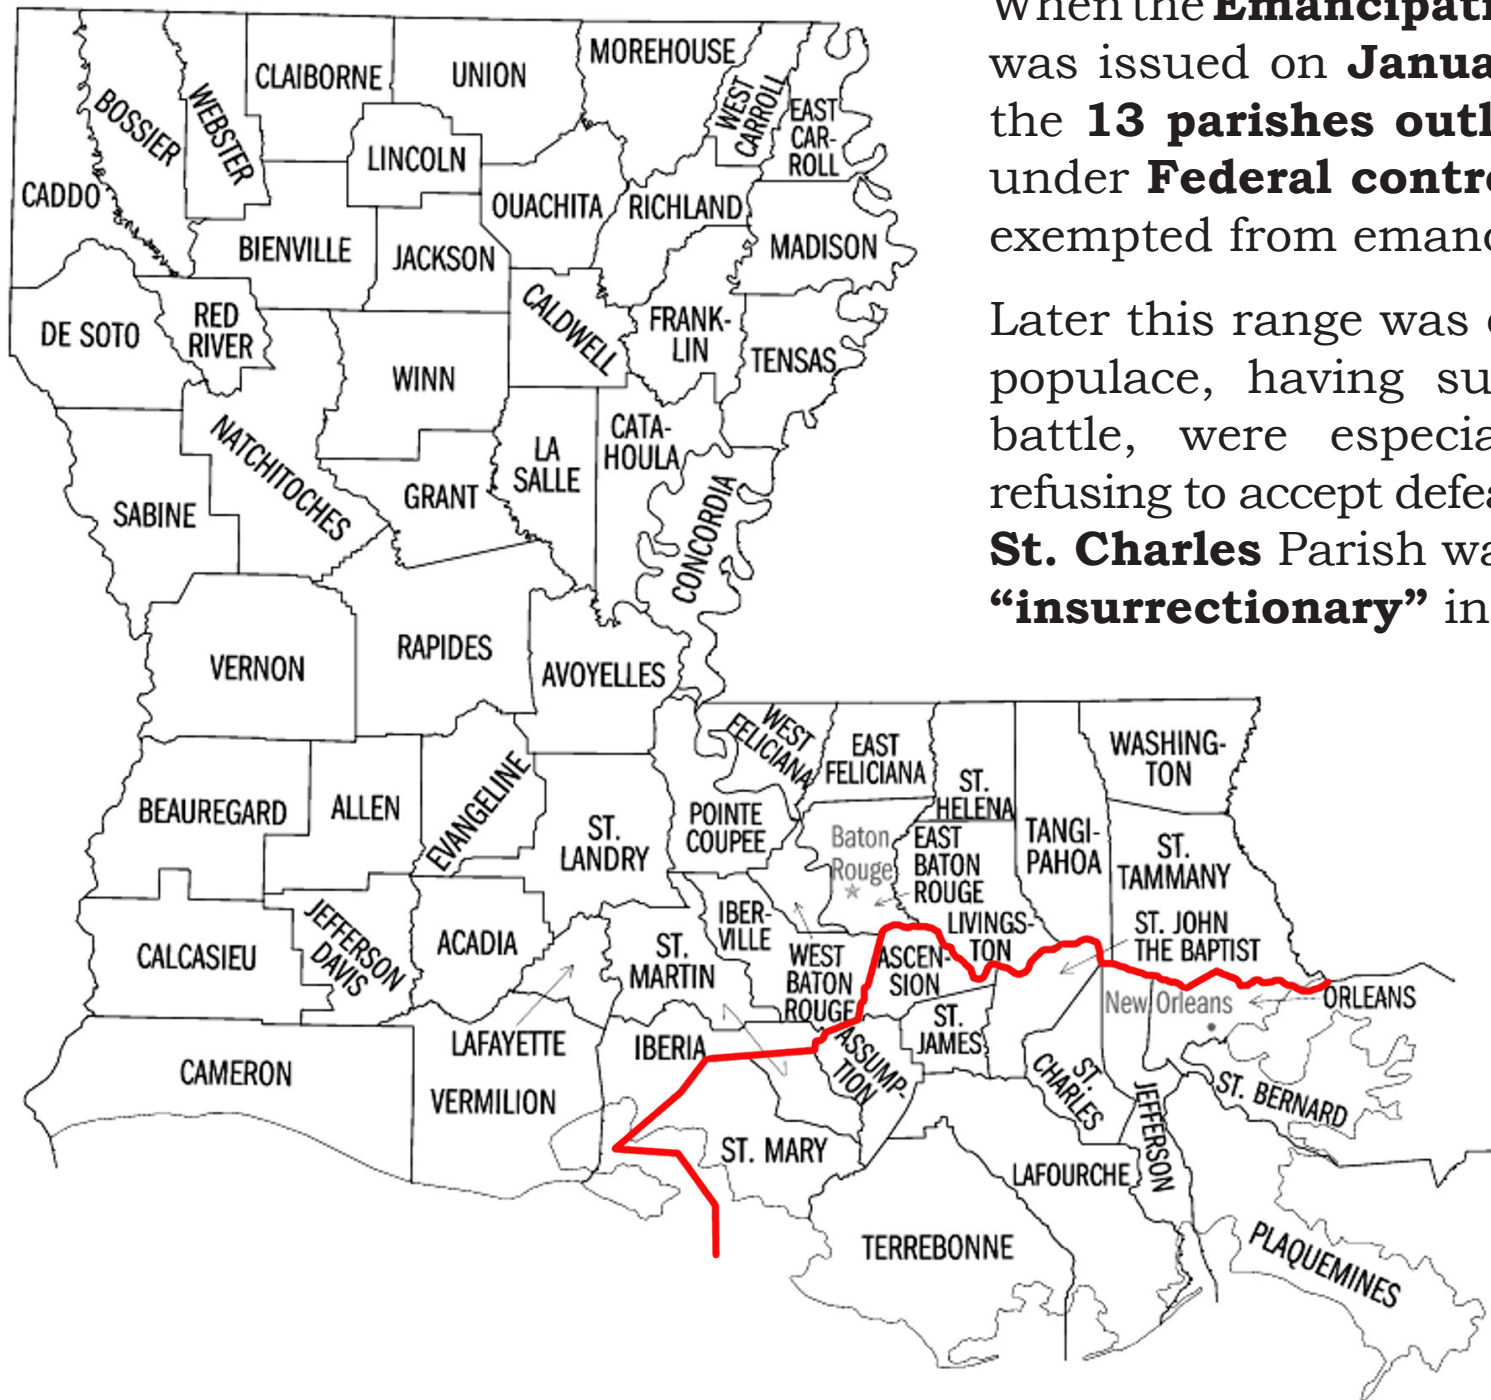 When the Emancipati
was issued on Janua
the 13 parishes outl
under Federal contr
exempted from emanc
Later this range was
populace, having su
battle, were especia
refusing to accept defea
St. Charles Parish wa
“insurrectionary” in
MOREHOUSE
CLAIBORNE
UNION
WEST
CARROLL
EAST
CAR-
ROLL
BOSSIER
WEBSTER
LINCOLN
CADDO
OUACHITA
RICHLAND
BIENVILLE
JACKSON
MADISON
DE SOTO
RED
RIVER
CALDWELL
FRANK-
LIN
TENSAS
WINN
NATCHITOCHES
LA
SALLE
CATA-
HOULA
SABINE
GRANT
CONCORDIA
VERNON
RAPIDES
AVOYELLES
WEST
FELICIANA
EAST
FELICIANA
ST.
HELENA
WASHING-
TON
BEAUREGARD
ALLEN
EVANGELINE
ST.
LANDRY
POINTE
COUPEE
Baton
Rouge
EAST
BATON
ROUGE
TANGI-
PAHOA
ST.
TAMMANY
CALCASIEU
JEFFERSON
DAVIS
ACADIA
ST.
MARTIN
IBER-
VILLE
WEST
BATON
ROUGE
ASCEN-
SION
LIVINGS-
TON
ST. JOHN
THE BAPTIST
New Orleans
ORLEANS
CAMERON
LAFAYETTE
VERMILION
IBERIA
ASSUMP-
TION
ST.
JAMES
ST.
CHARLES
JEFFERSON
ST. BERNARD
ST. MARY
LAFOURCHE
TERREBONNE
PLAQUEMINES